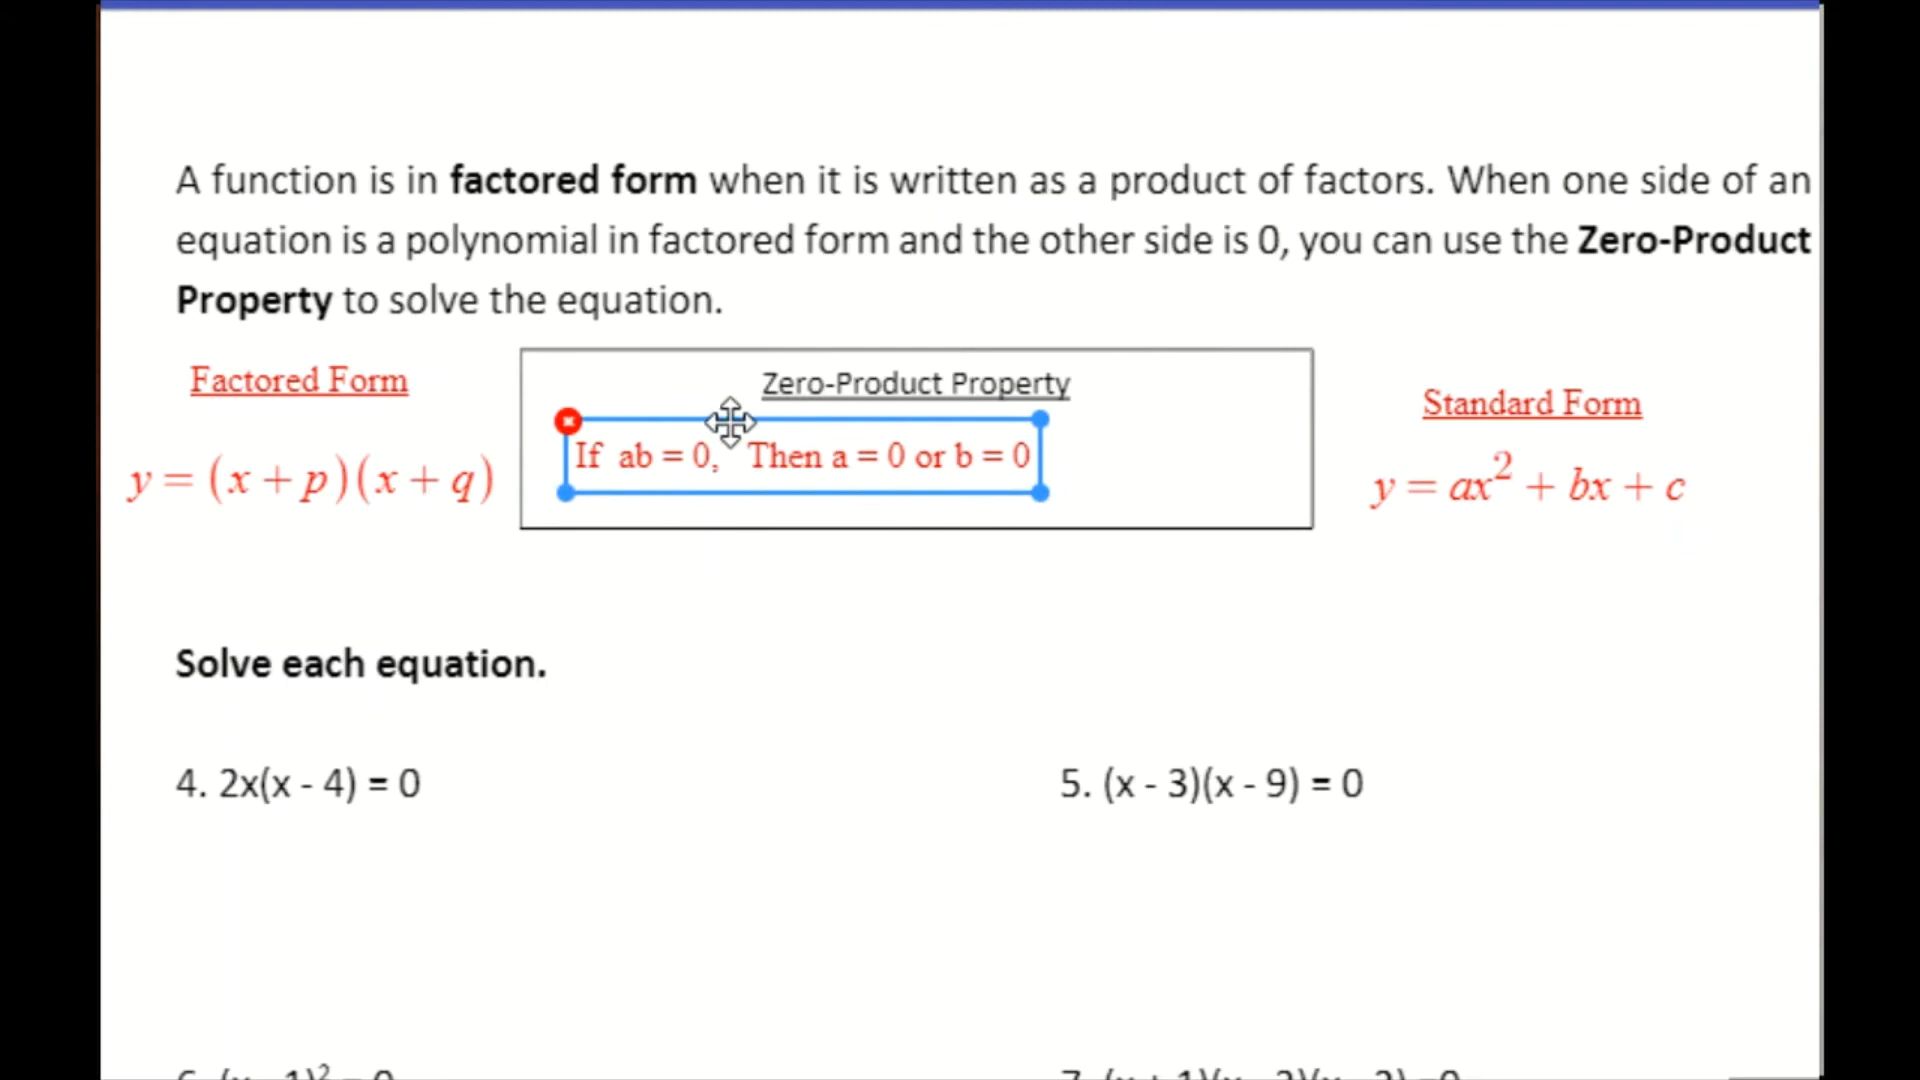 A function is in factored form when it is written as a product of factors. When one side of an
equation is a polynomial in factored form and the other side is 0, you can use the Zero-Product
Property to solve the equation.
Factored Form
y = (x + p)(x + q)
Zero-Product Property
If ab = 0, Then a = 0 or b = 0
Standard Form
y = ax² + bx + c
Solve each equation.
4. 2x(x - 4) = 0
5. (x - 3)(x - 9) = 0